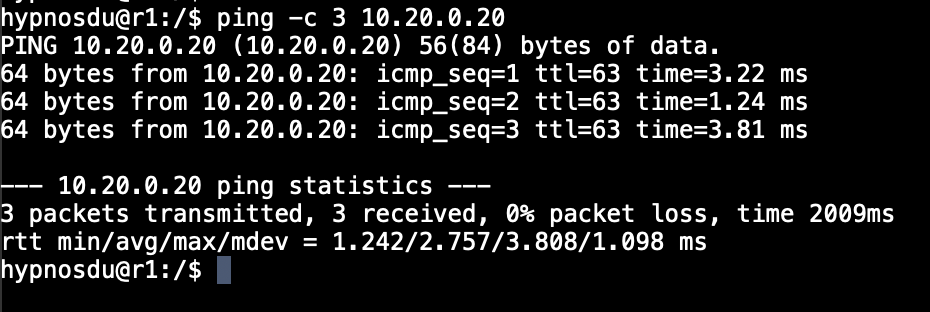 hypnosdu@r1:/$ ping -c 3 10.20.0.20
PING 10.20.0.20 (10.20.0.20) 56(84) bytes of data.
64 bytes from 10.20.0.20: icmp_seq=1 ttl=63 time=3.22 ms
64 bytes from 10.20.0.20: icmp_seq=2 ttl=63 time=1.24 ms
64 bytes from 10.20.0.20: icmp_seq=3 ttl=63 time=3.81 ms

--- 10.20.0.20 ping statistics ---
3 packets transmitted, 3 received, 0% packet loss, time 2009ms
rtt min/avg/max/mdev = 1.242/2.757/3.808/1.098 ms
hypnosdu@r1:/$